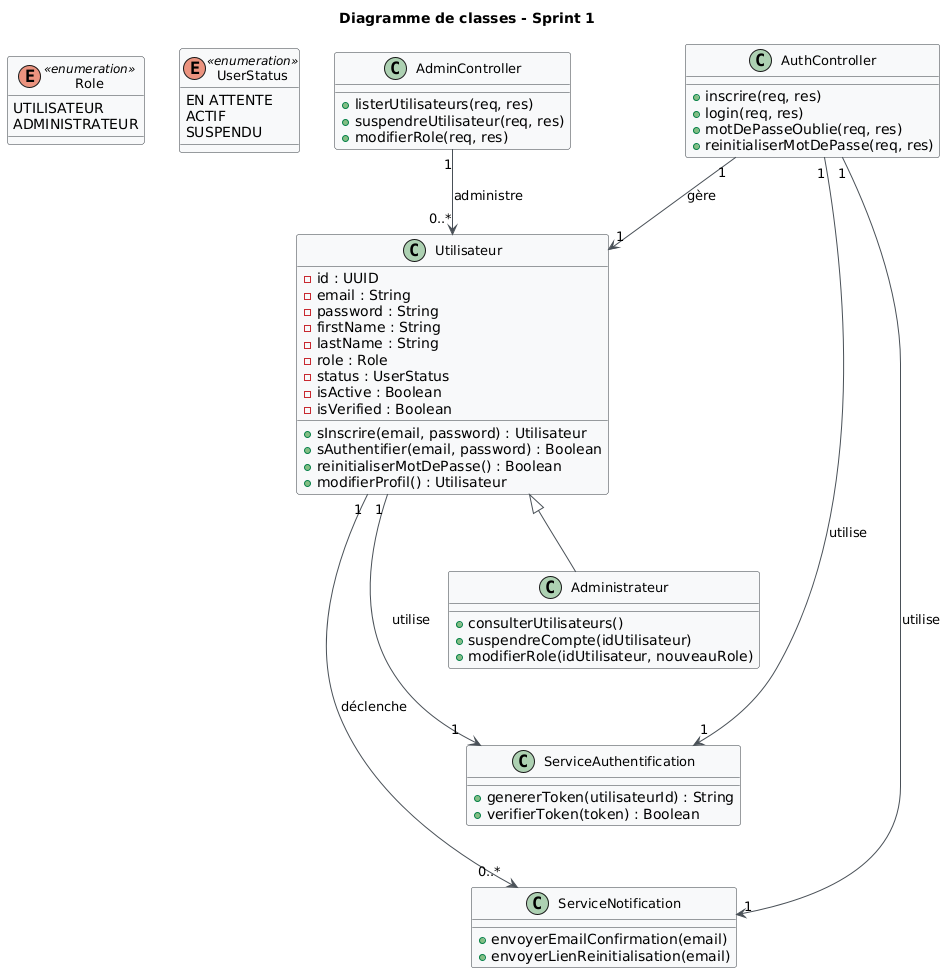 Diagramme de classes - Sprint 1
E
«enumeration»
Role
UTILISATEUR
ADMINISTRATEUR
E
«enumeration»
UserStatus
EN ATTENTE
ACTIF
SUSPENDU
C AdminController
listerUtilisateurs(req, res)
suspendreUtilisateur(req, res)
modifierRole(req, res)
C AuthController
inscrire(req, res)
login(req, res)
motDePasseOublie(req, res)
reinitialiserMotDePasse(req, res)
1
administre
0..*
1
gère
1
1
1
C Utilisateur
id : UUID
email : String
password : String
firstName : String
lastName : String
role : Role
status : UserStatus
isActive : Boolean
isVerified : Boolean
sInscrire(email, password) : Utilisateur
sAuthentifier(email, password) : Boolean
reinitialiserMotDePasse() : Boolean
modifierProfil() : Utilisateur
1
1
utilise
C Administrateur
consulterUtilisateurs()
suspendreCompte(idUtilisateur)
modifierRole(idUtilisateur, nouveauRole)
utilise
utilise
déclenche
1
1
C ServiceAuthentification
genererToken(utilisateurId) : String
verifierToken(token) : Boolean
0..*
1
C ServiceNotification
envoyerEmailConfirmation(email)
envoyerLienReinitialisation(email)